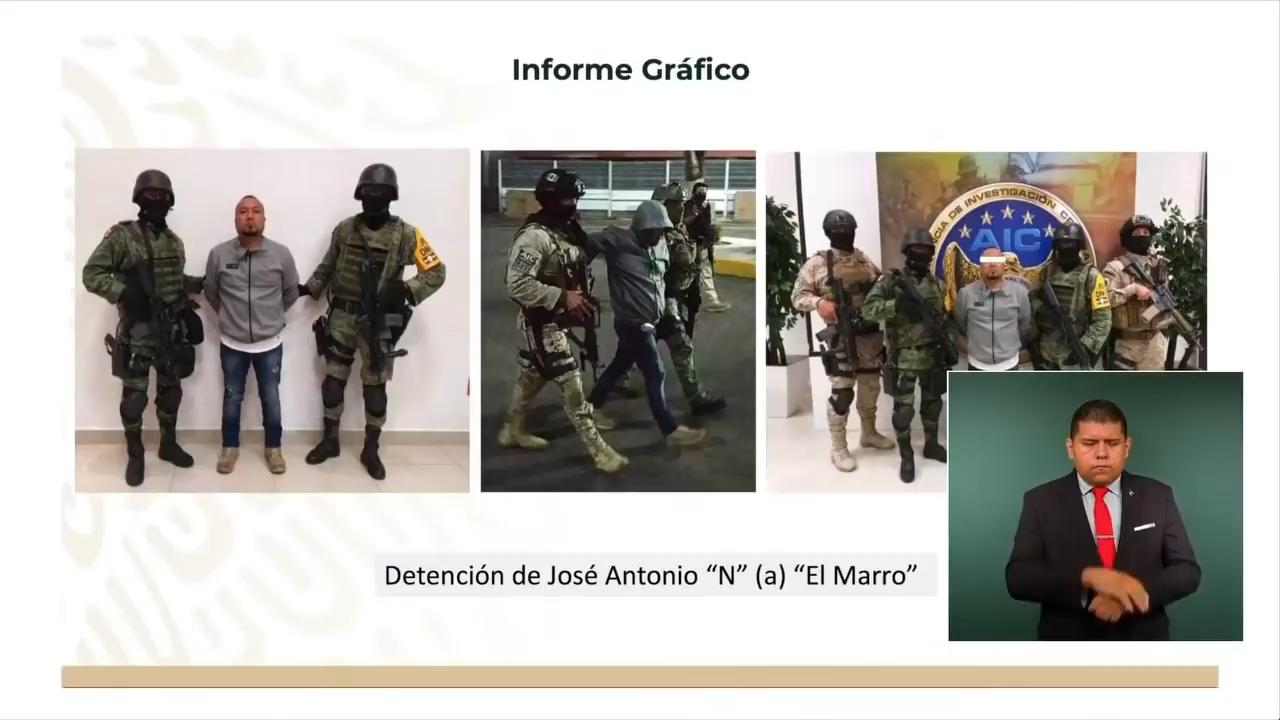 Informe Gráfico
AIC
Detención de José Antonio “N” (a) “El Marro”